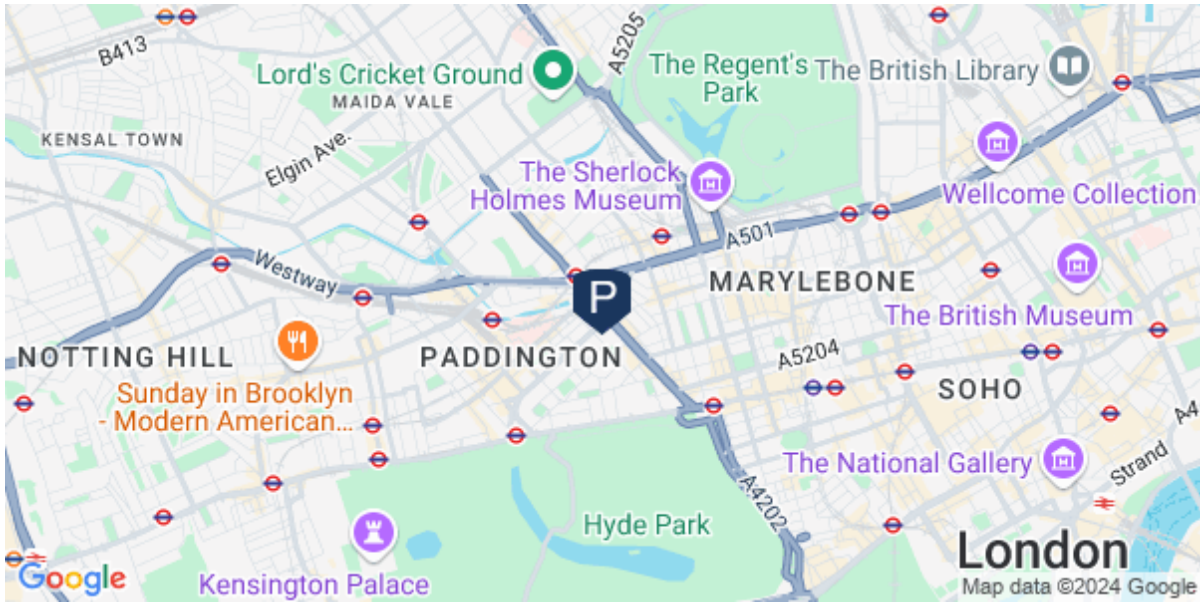 B413
Lord's Cricket Ground
MAIDA VALE
A5205
The Regent's
Park
The British Library
KENSAL TOWN
Elgin Ave.
The Sherlock
Holmes Museum
Wellcome Collection
A501
Westway
P
MARYLEBONE
The British Museum
NOTTING HILL
PADDINGTON
A5204
SOHO
Sunday in Brooklyn
- Modern American...
A4
The National Gallery
Strand
A4202
Hyde Park
Kensington Palace
London
Google
Map data ©2024 Google